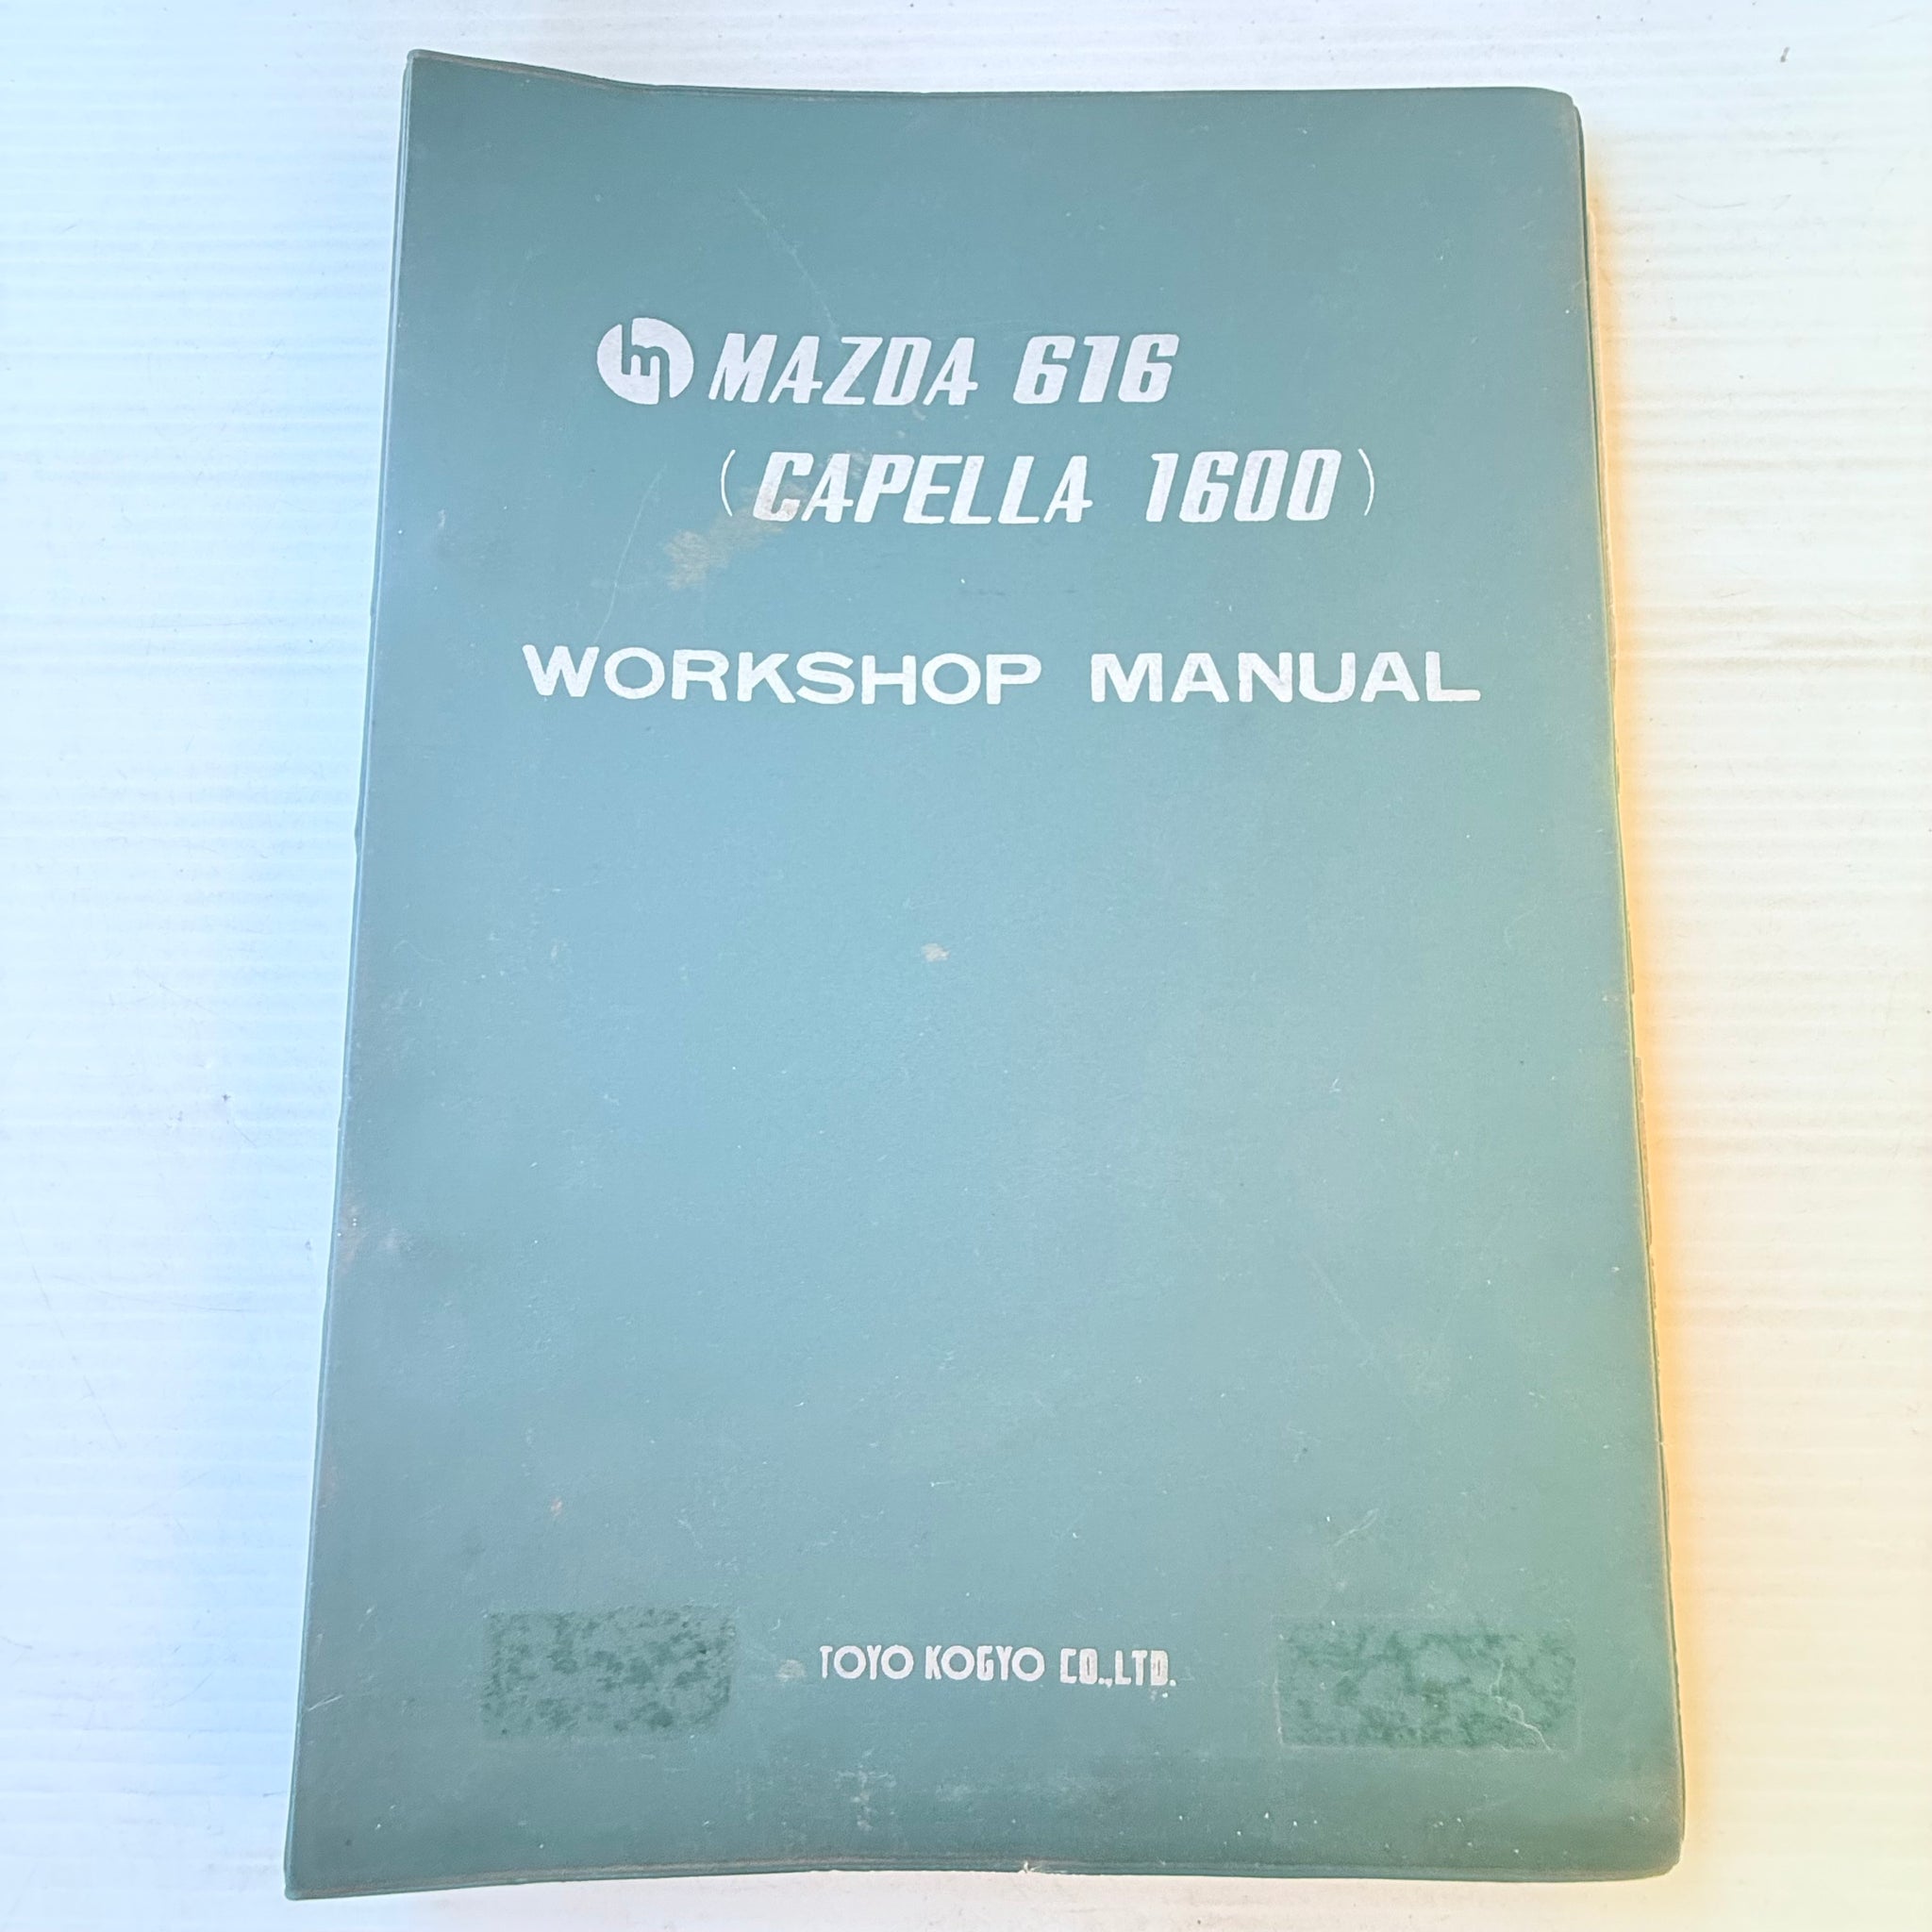 m MAZDA 616
(CAPELLA 1600)
WORKSHOP MANUAL
TOYO KOGYO CO.,LTD.